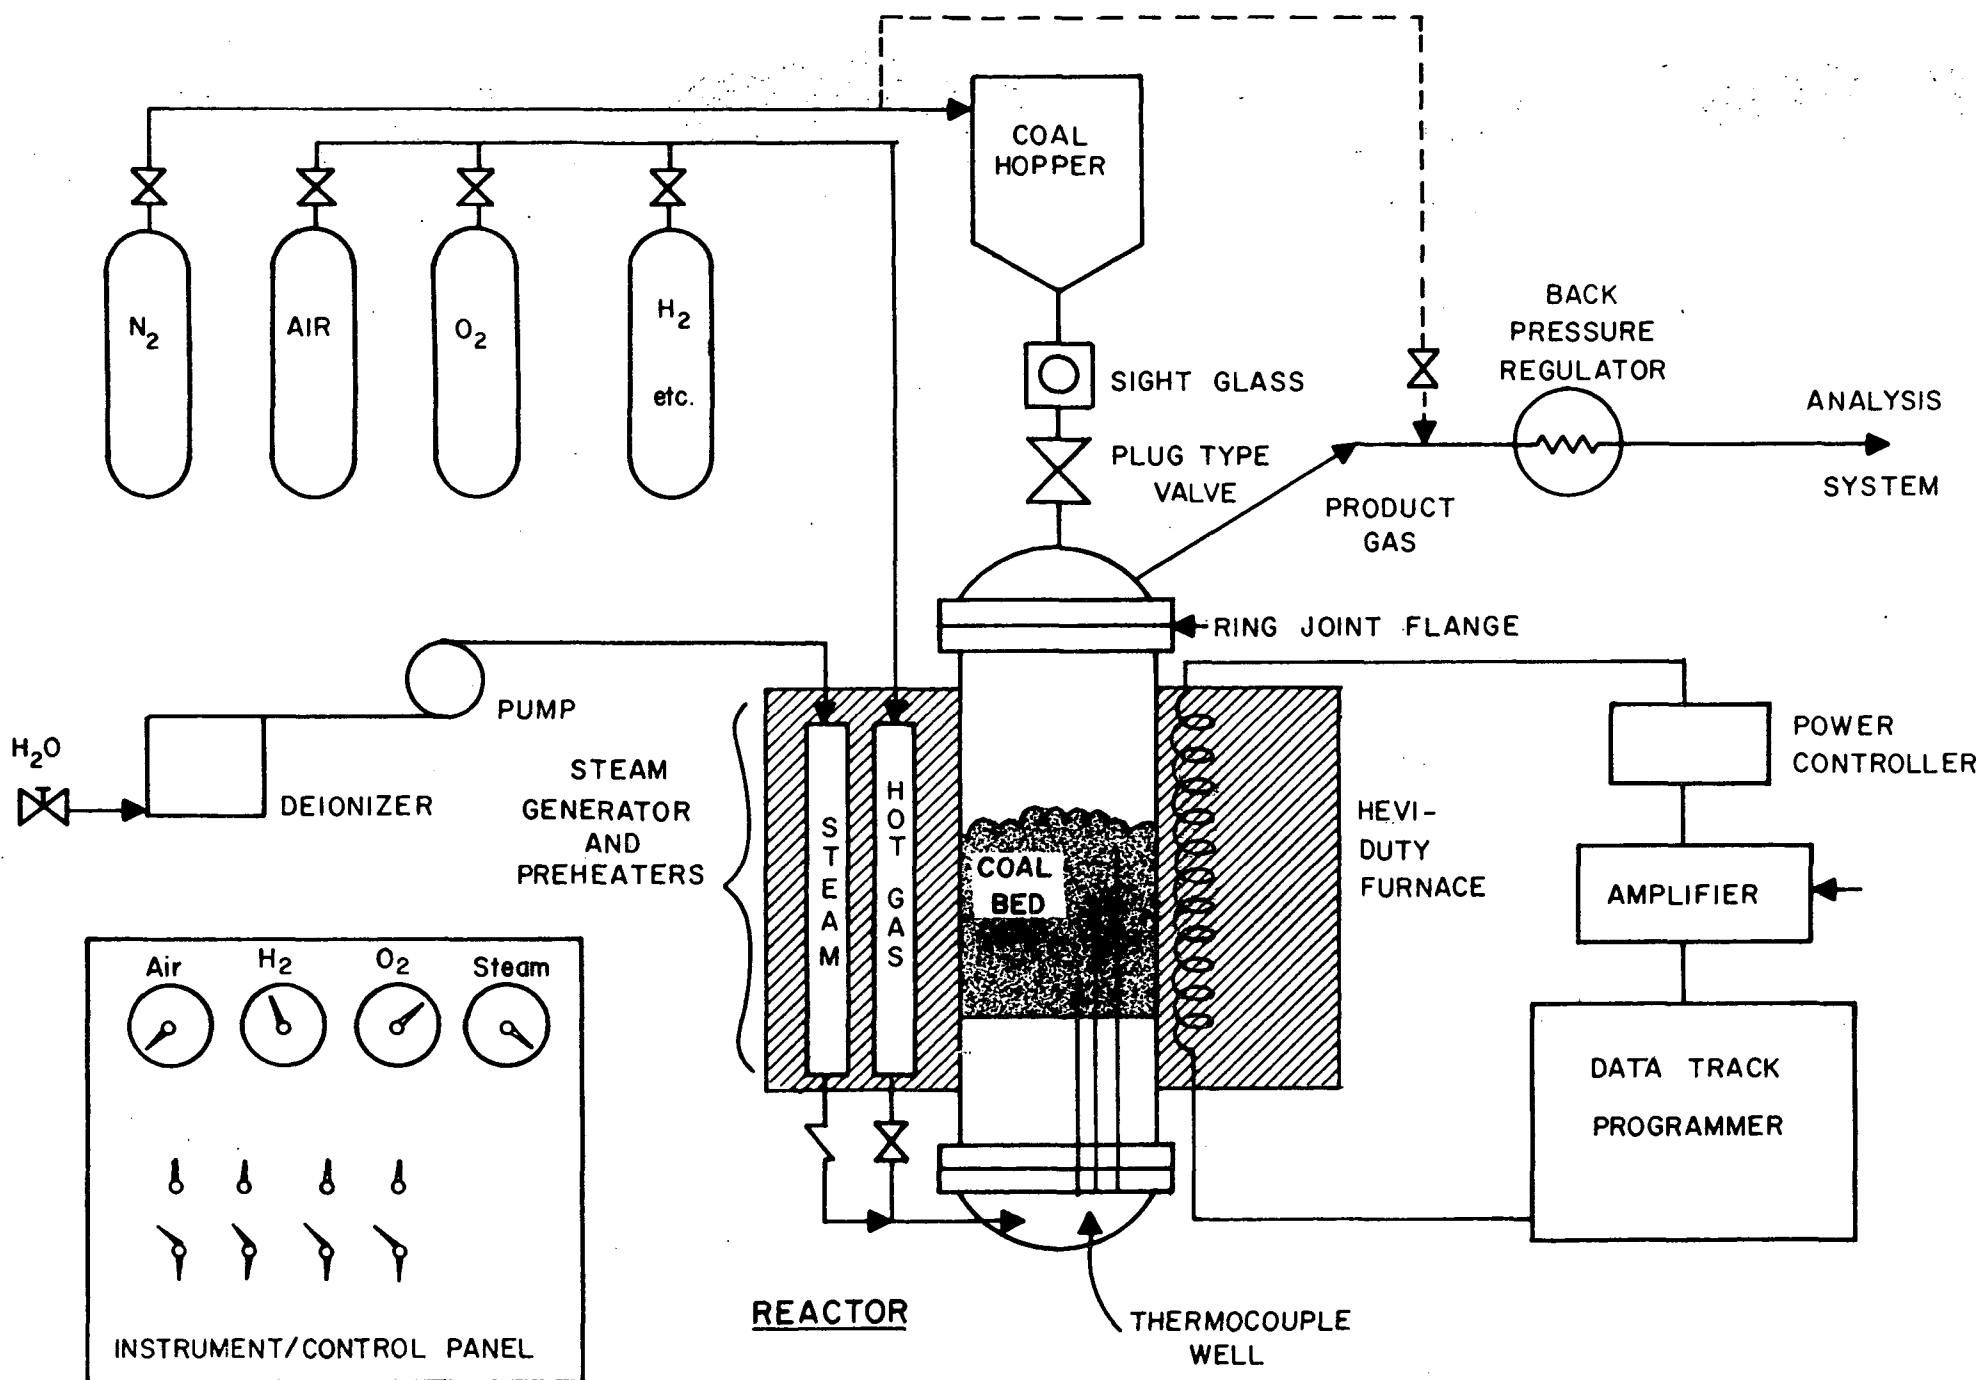 COAL
HOPPER
N2
AIR
O2
H2
etc.
BACK
PRESSURE
REGULATOR
SIGHT GLASS
ANALYSIS
SYSTEM
PLUG TYPE
VALVE
PRODUCT
GAS
RING JOINT FLANGE
PUMP
H2O
DEIONIZER
STEAM
GENERATOR
AND
PREHEATERS
STEAM
HOT GAS
COAL
BED
HEVI-
DUTY
FURNACE
POWER
CONTROLLER
AMPLIFIER
DATA TRACK
PROGRAMMER
Air
H2
O2
Steam
INSTRUMENT/CONTROL PANEL
REACTOR
THERMOCOUPLE
WELL